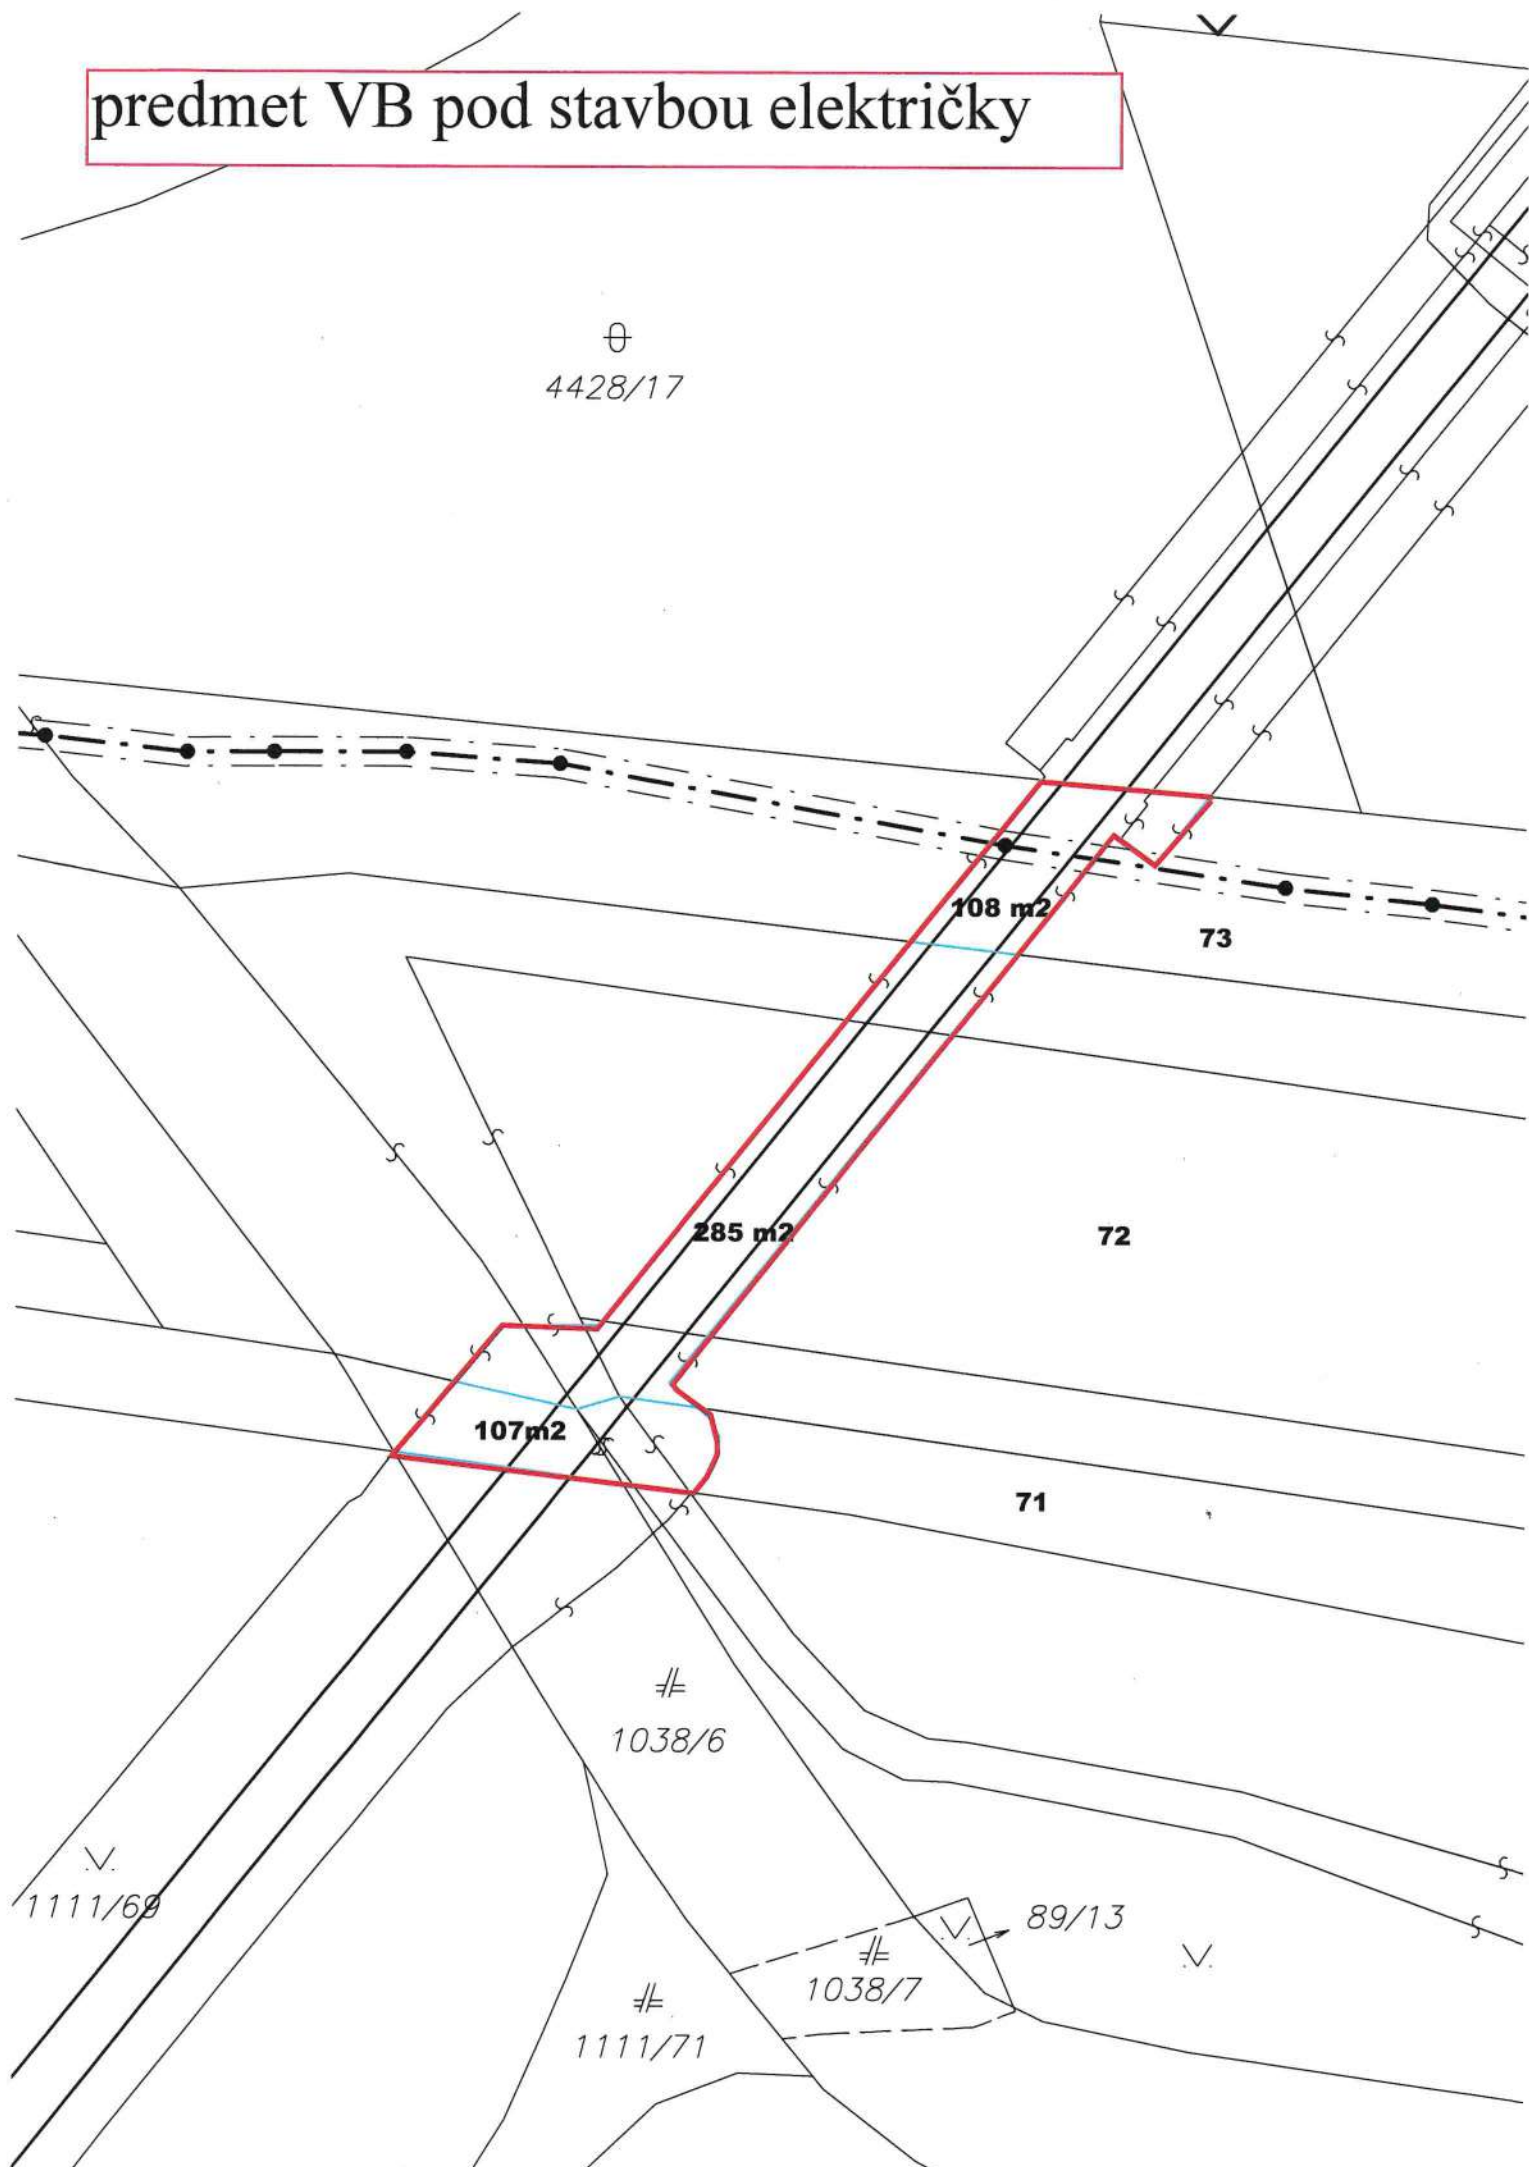 predmet VB pod stavbou električky
4428/17
108 m2
73
285 m2
72
107m2
71
1038/6
1111/69
89/13
1038/7
1111/71